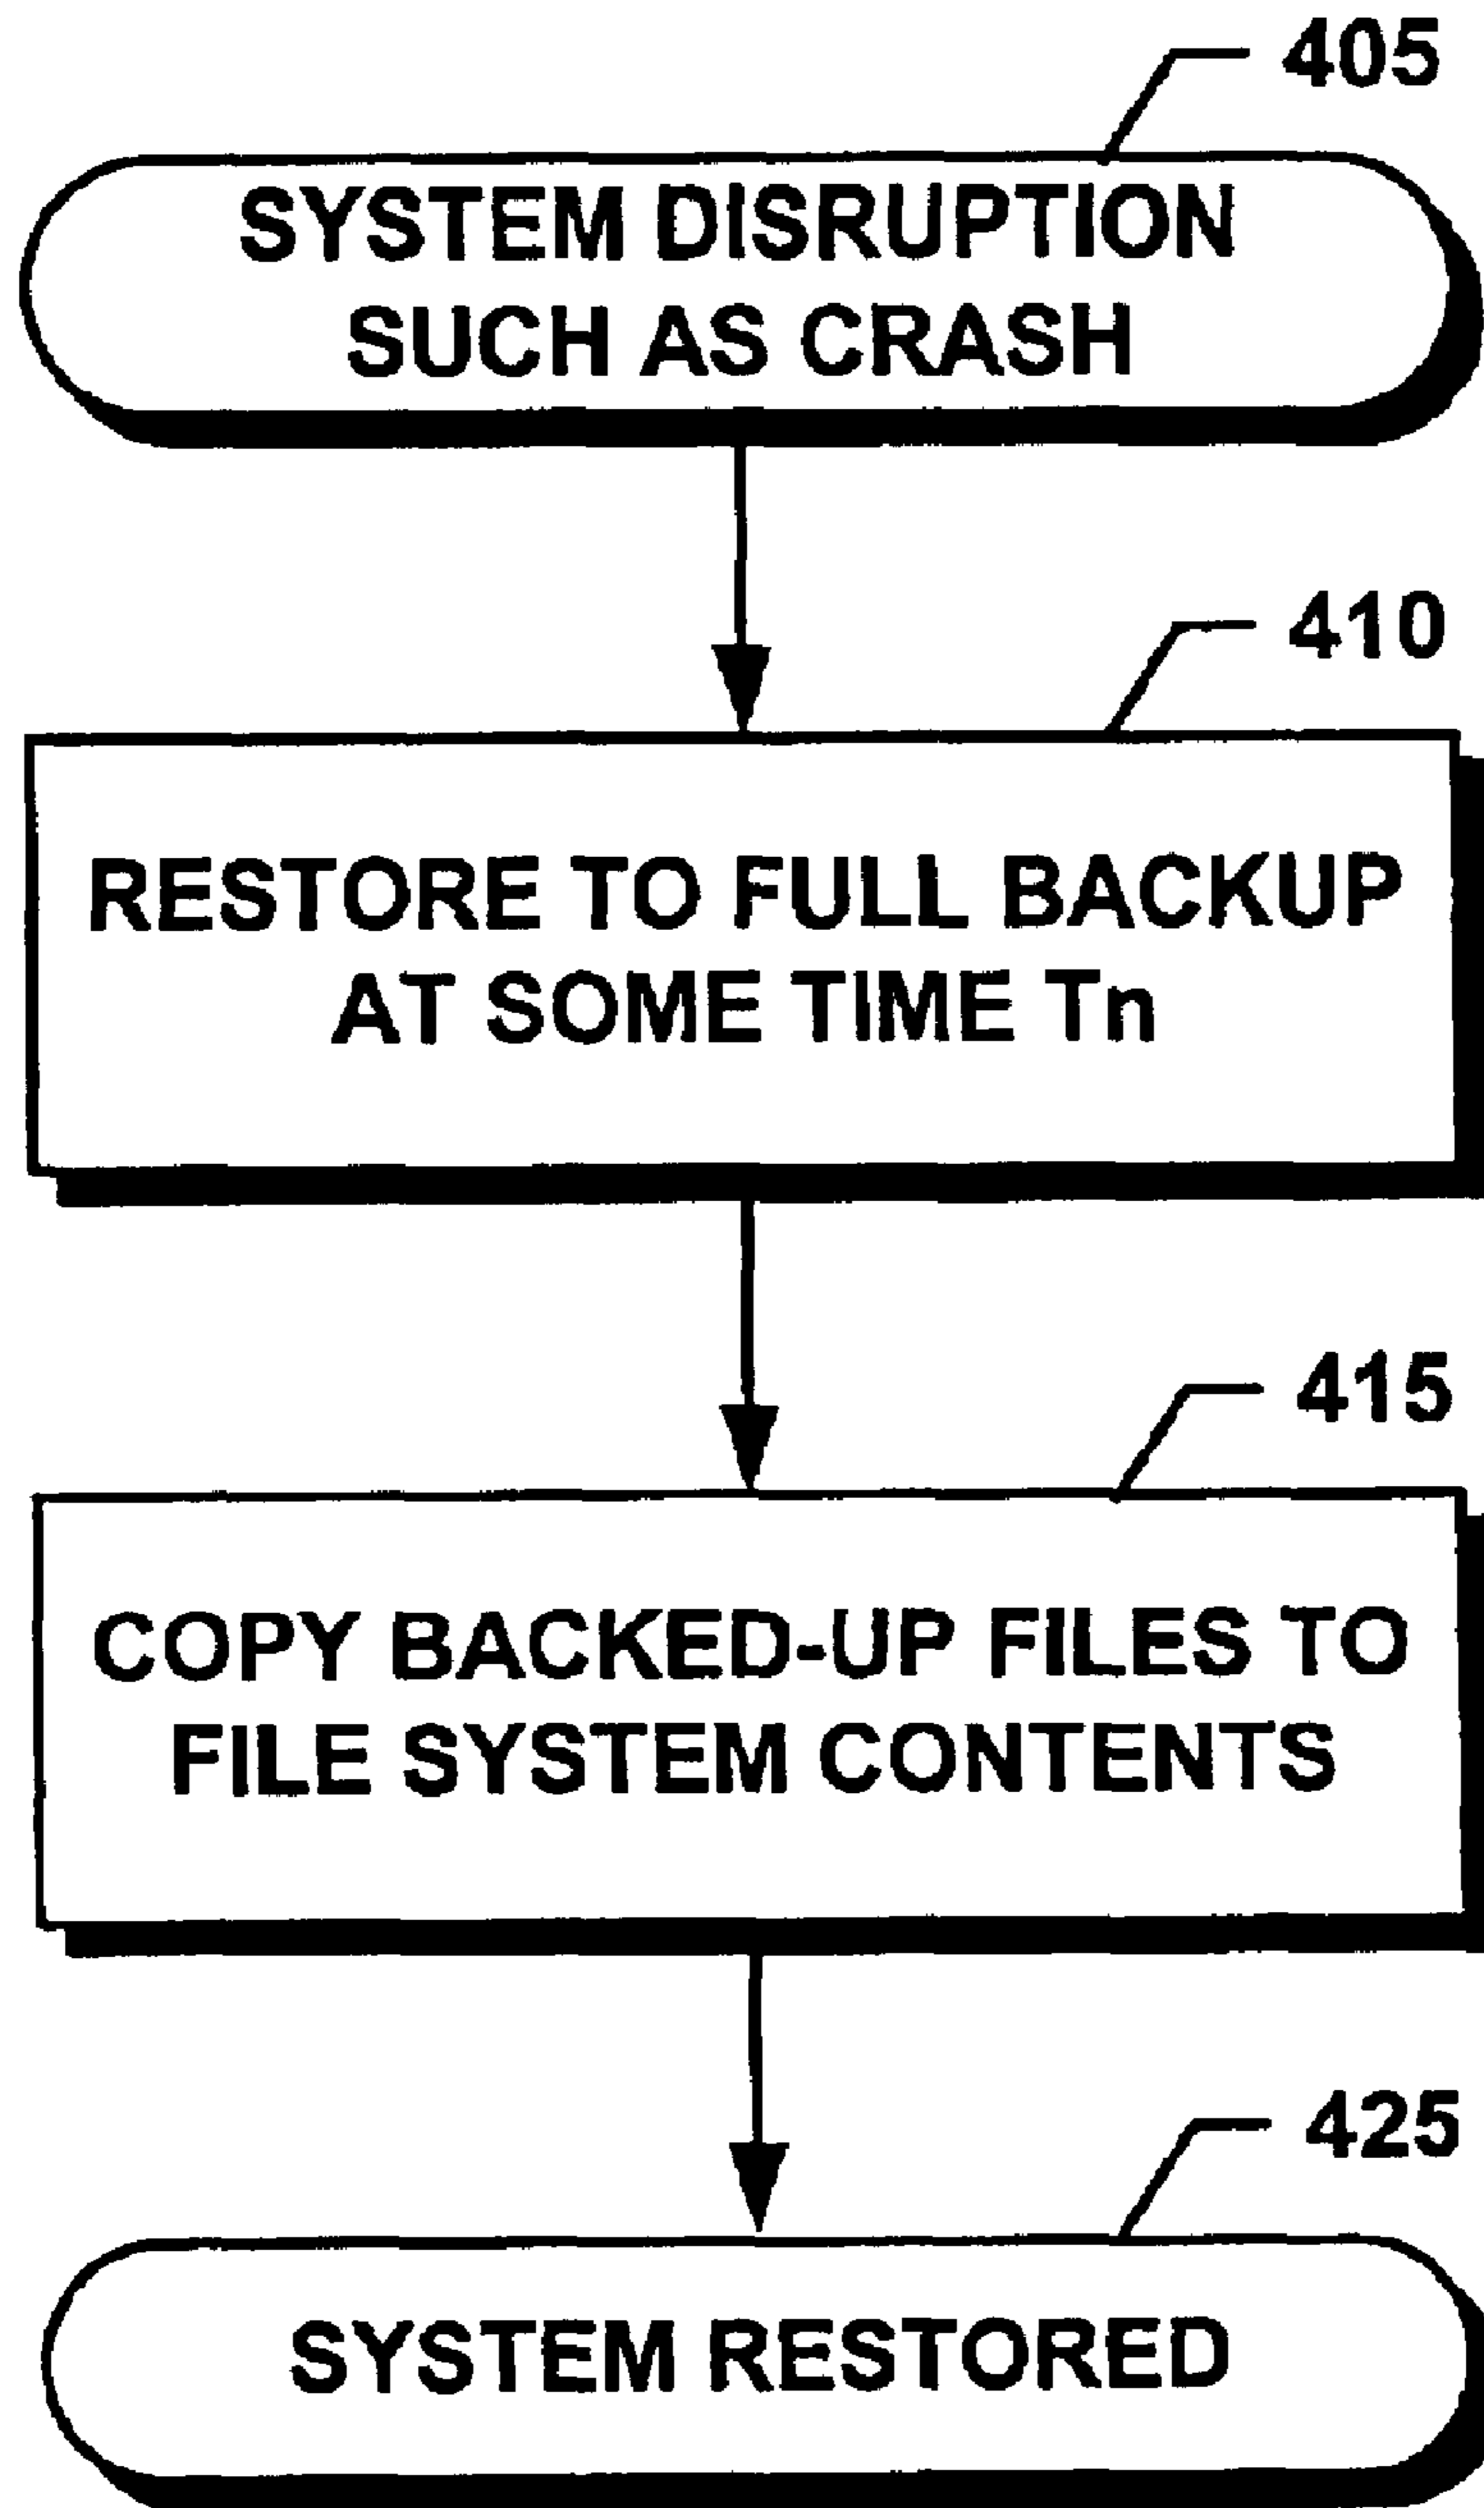 405
SYSTEM DISRUPTION
SUCH AS CRASH
410
RESTORE TO FULL BACKUP
AT SOME TIME Tn
415
COPY BACKED-UP FILES TO
FILE SYSTEM CONTENTS
425
SYSTEM RESTORED